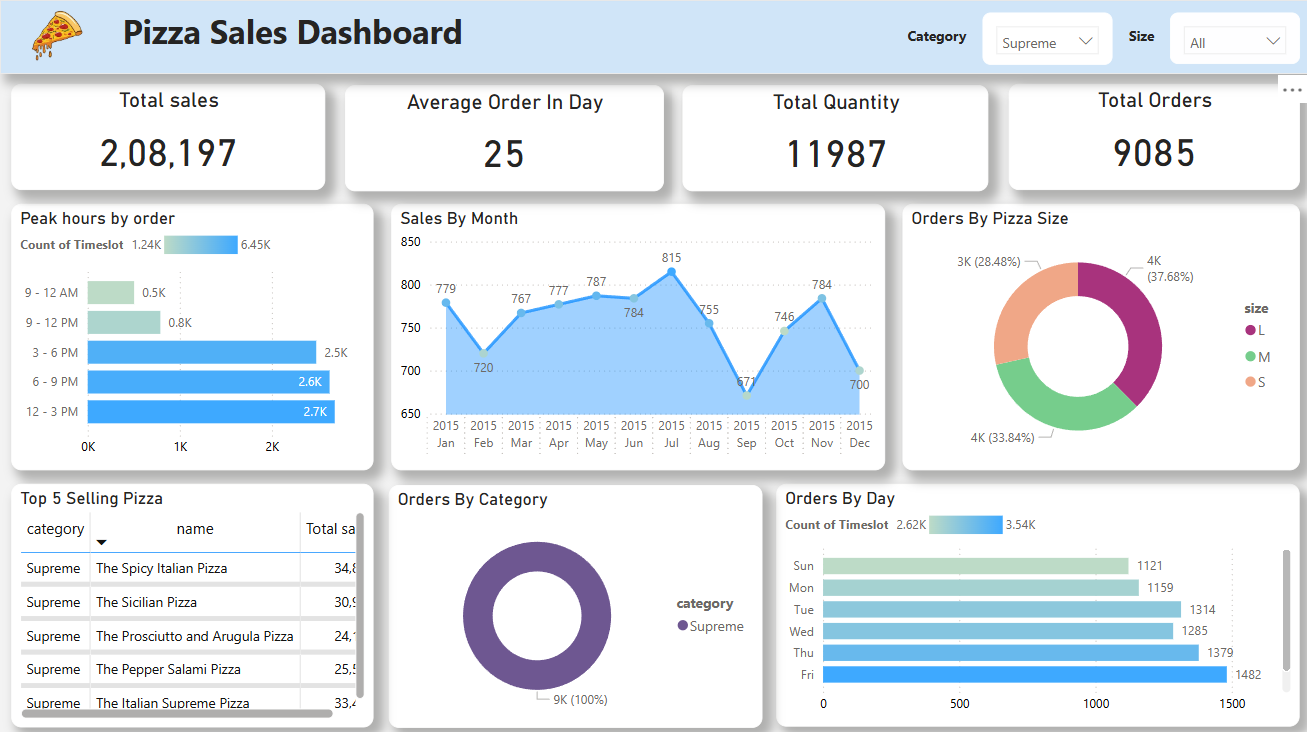 Pizza Sales Dashboard
Category
Supreme
Size
All
Total sales
2,08,197
Average Order In Day
25
Total Quantity
11987
Total Orders
9085
Peak hours by order
Count of Timeslot 1.24K 6.45K
9 - 12 AM 0.5K
9 - 12 PM 0.8K
3 - 6 PM 2.5K
6 - 9 PM 2.6K
12 - 3 PM 2.7K
0K 1K 2K
Sales By Month
850
800
750
700
650
779
720
767
777
787
784
815
755
671
746
784
700
2015 2015 2015 2015 2015 2015 2015 2015 2015 2015 2015 2015
Jan Feb Mar Apr May Jun Jul Aug Sep Oct Nov Dec
Orders By Pizza Size
3K (28.48%)
4K
(37.68%)
4K (33.84%)
size
L
M
S
Top 5 Selling Pizza
category name Total sa
Supreme The Spicy Italian Pizza 34,8
Supreme The Sicilian Pizza 30,9
Supreme The Prosciutto and Arugula Pizza 24,1
Supreme The Pepper Salami Pizza 25,5
Supreme The Italian Supreme Pizza 33,4
Orders By Category
9K (100%)
category
Supreme
Orders By Day
Count of Timeslot 2.62K 3.54K
Sun 1121
Mon 1159
Tue 1314
Wed 1285
Thu 1379
Fri 1482
0 500 1000 1500